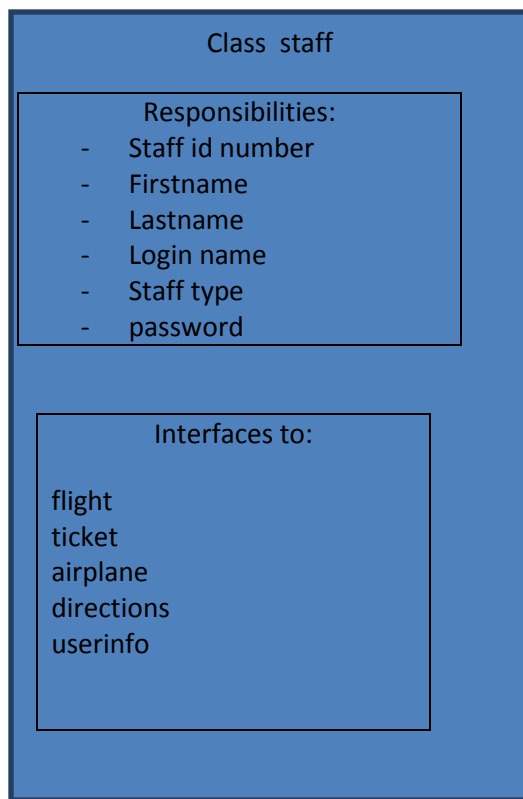 Class staff
Responsibilities:
- Staff id number
- Firstname
- Lastname
- Login name
- Staff type
- password
Interfaces to:
flight
ticket
airplane
directions
userinfo